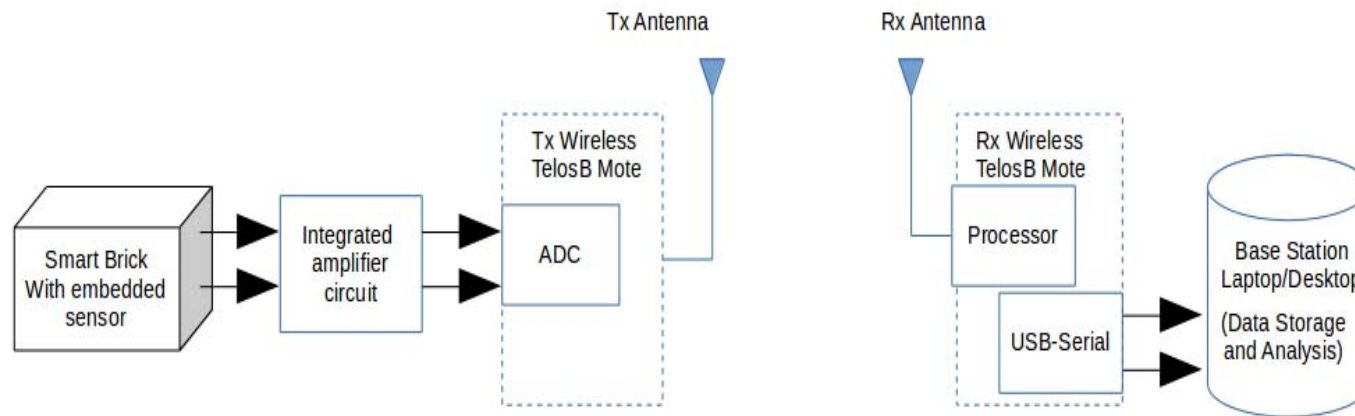 Tx Antenna
Rx Antenna
Tx Wireless
TelosB Mote
Rx Wireless
TelosB Mote
Smart Brick
With embedded
sensor
Integrated
amplifier
circuit
ADC
Processor
USB-Serial
Base Station
Laptop/Desktop
(Data Storage
and Analysis)